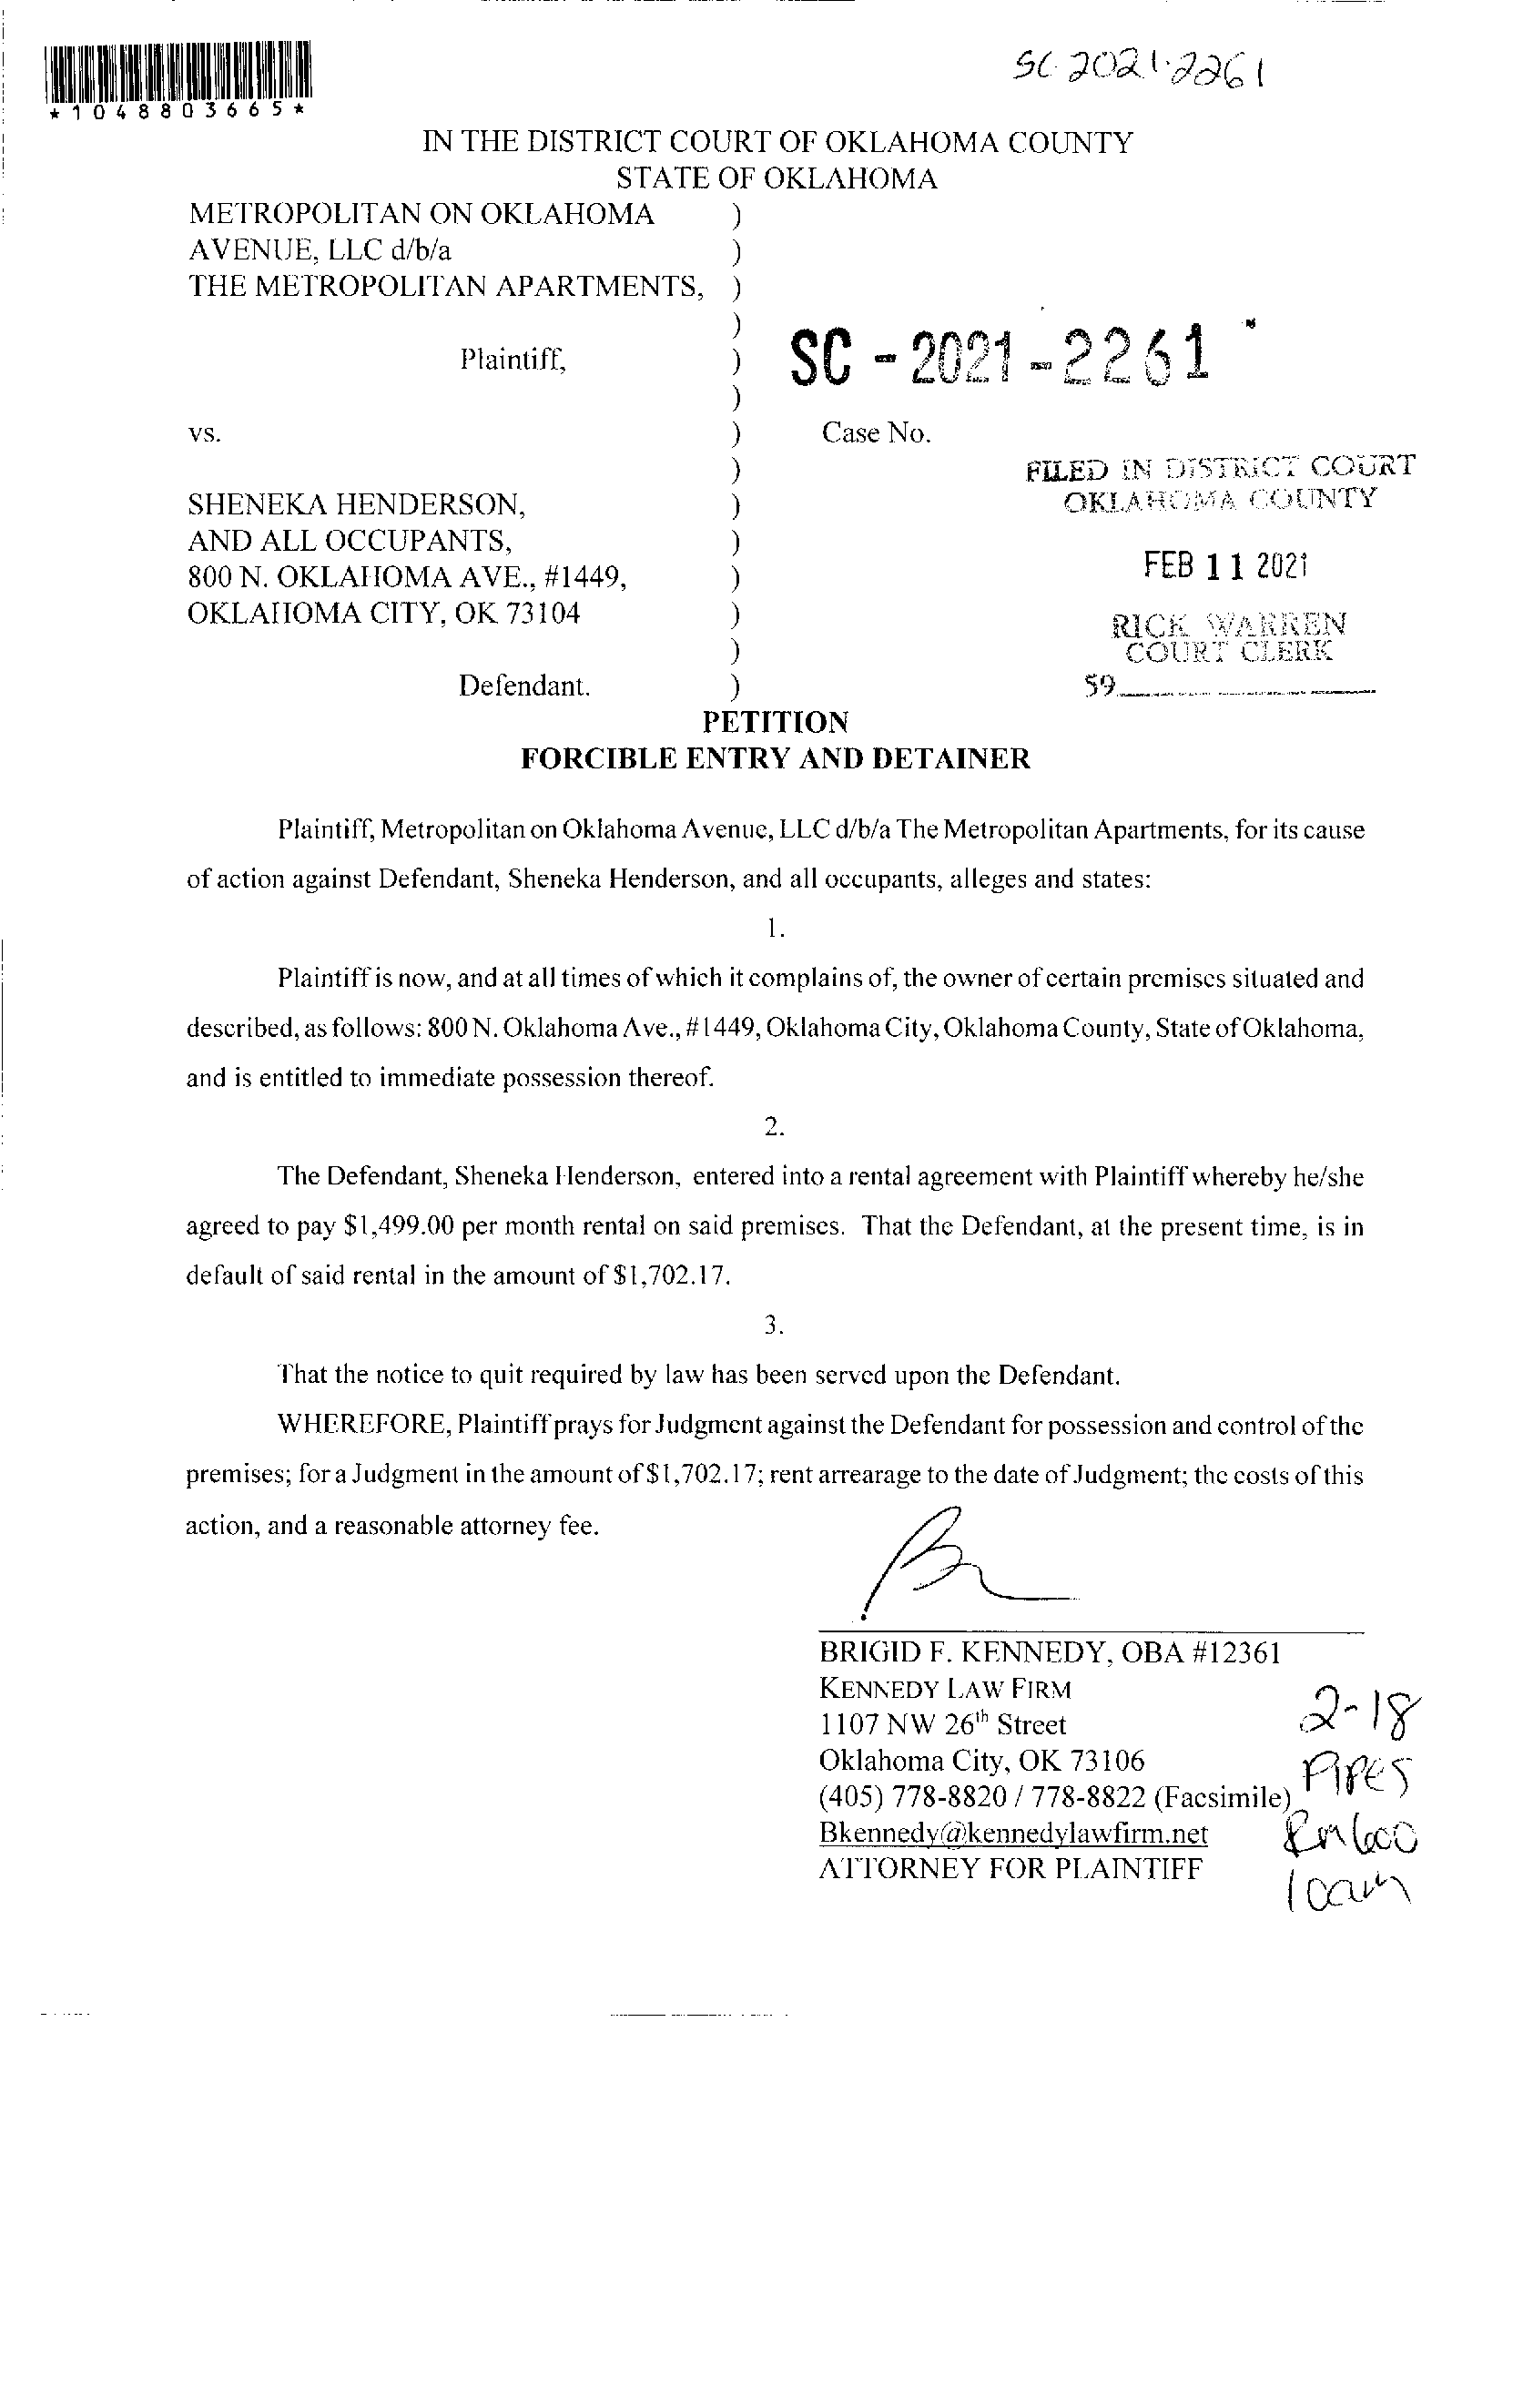 *1048803665*
SC-2021-2261
IN THE DISTRICT COURT OF OKLAHOMA COUNTY
STATE OF OKLAHOMA
METROPOLITAN ON OKLAHOMA )
AVENUE, LLC d/b/a )
THE METROPOLITAN APARTMENTS, )
)
Plaintiff, ) SC - 2021 - 2261
)
vs. ) Case No.
) FILED IN DISTRICT COURT
SHENEKA HENDERSON, ) OKLAHOMA COUNTY
AND ALL OCCUPANTS, )
800 N. OKLAHOMA AVE., #1449, ) FEB 11 2021
OKLAHOMA CITY, OK 73104 ) RICK WARREN
) COURT CLERK
Defendant. ) 59
PETITION
FORCIBLE ENTRY AND DETAINER
Plaintiff, Metropolitan on Oklahoma Avenue, LLC d/b/a The Metropolitan Apartments, for its cause
of action against Defendant, Sheneka Henderson, and all occupants, alleges and states:
1.
Plaintiff is now, and at all times of which it complains of, the owner of certain premises situated and
described, as follows: 800 N. Oklahoma Ave., #1449, Oklahoma City, Oklahoma County, State of Oklahoma,
and is entitled to immediate possession thereof.
2.
The Defendant, Sheneka Henderson, entered into a rental agreement with Plaintiff whereby he/she
agreed to pay $1,499.00 per month rental on said premises. That the Defendant, at the present time, is in
default of said rental in the amount of $1,702.17.
3.
That the notice to quit required by law has been served upon the Defendant.
WHEREFORE, Plaintiff prays for Judgment against the Defendant for possession and control of the
premises; for a Judgment in the amount of $1,702.17; rent arrearage to the date of Judgment; the costs of this
action, and a reasonable attorney fee.
BRIGID F. KENNEDY, OBA #12361
KENNEDY LAW FIRM
1107 NW 26th Street
Oklahoma City, OK 73106
(405) 778-8820 / 778-8822 (Facsimile)
Bkennedy@kennedylawfirm.net
ATTORNEY FOR PLAINTIFF
2-18
Pipes
Rm 600
10am